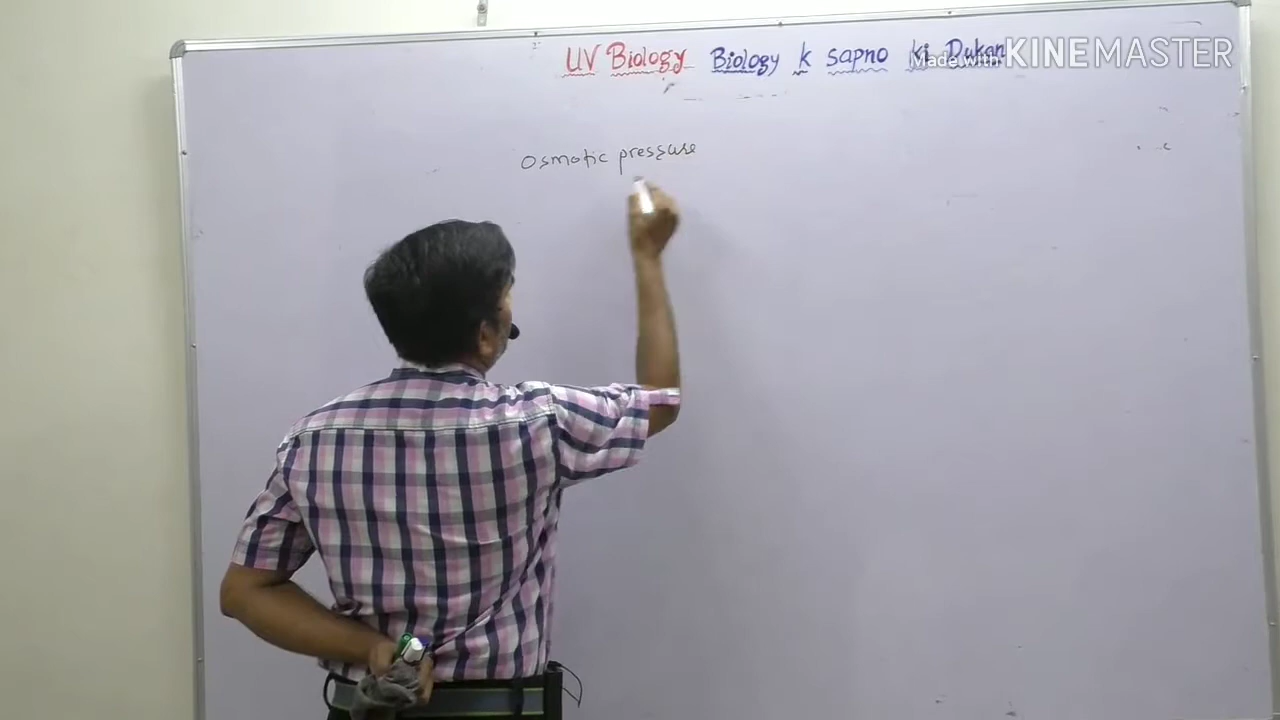 UV Biology Biology k sapno ki Dukan
Made with KINEMASTER
Osmotic pressure